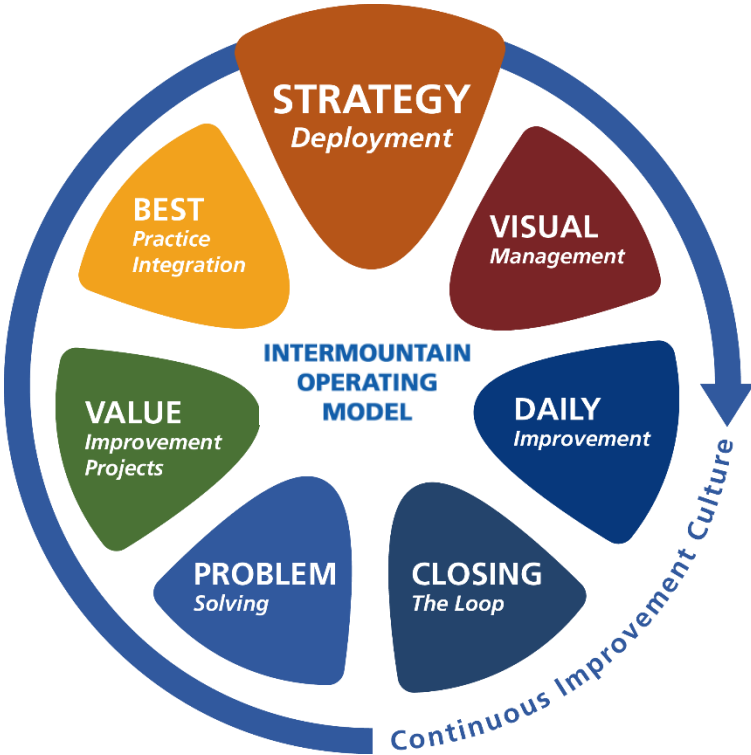 STRATEGY
Deployment
VISUAL
Management
DAILY
Improvement
CLOSING
The Loop
PROBLEM
Solving
VALUE
Improvement
Projects
BEST
Practice
Integration
INTERMOUNTAIN
OPERATING
MODEL
Continuous Improvement Culture